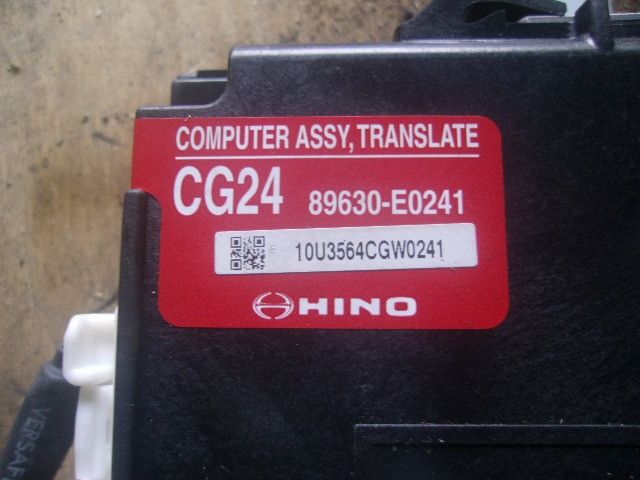 COMPUTER ASSY, TRANSLATE
CG24 89630-E0241
10U3564CGW0241
HINO